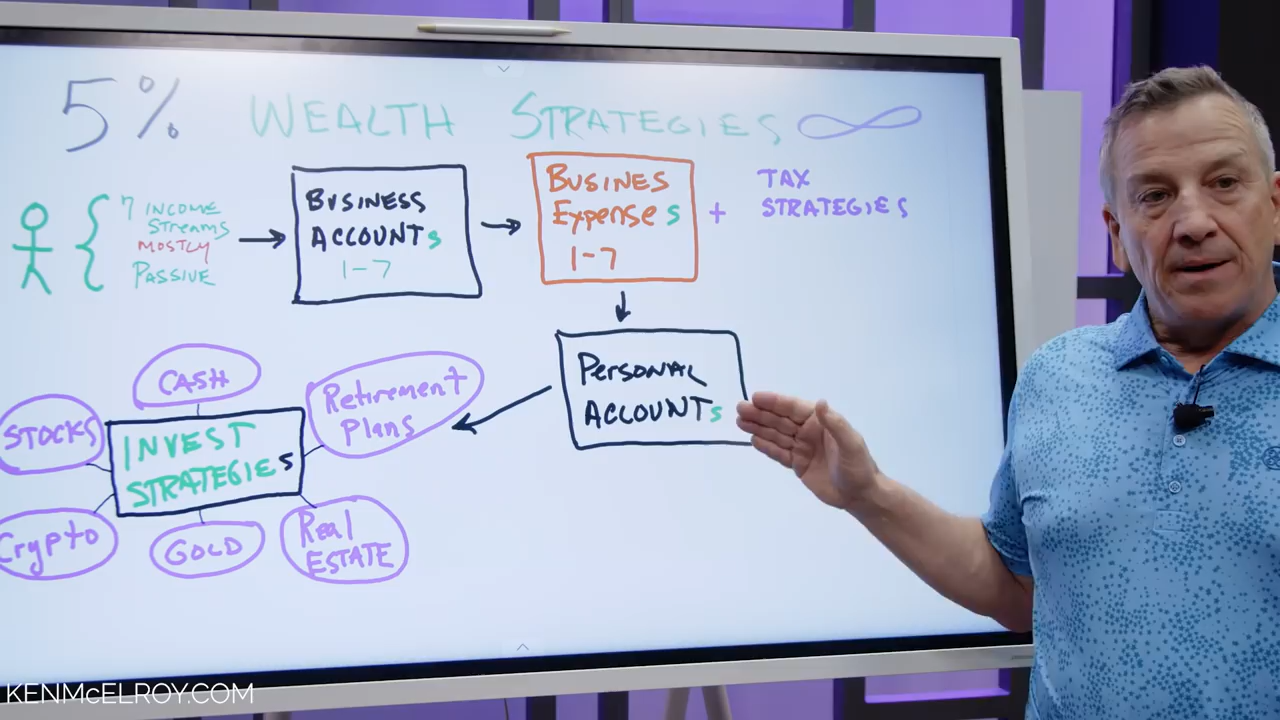 5% WEALTH STRATEGIES
7 INCOME
STREAMS
MOSTLY
PASSIVE
BUSINESS
ACCOUNTS
1-7
BUSINES
ExpenseS
1-7
+
TAX
STRATEGIES
PERSONAL
ACCOUNTS
INVEST
STRATEGIES
CASH
Retirement
Plans
STOCKS
Crypto
GOLD
Real
ESTATE
KENMcELROY.COM